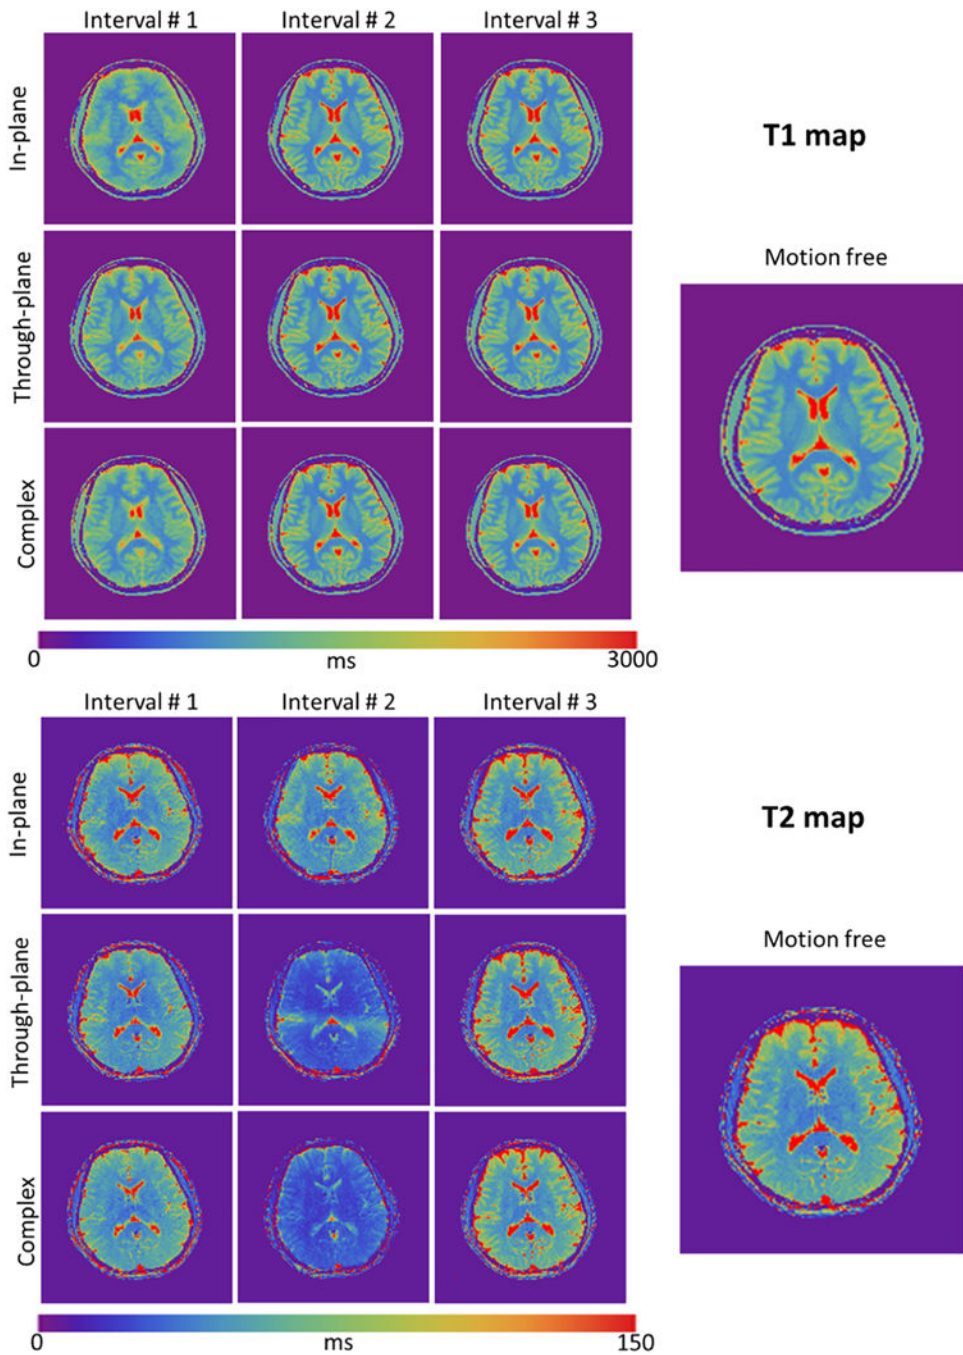 Interval # 1 Interval # 2 Interval # 3
In-plane
T1 map
Through-plane
Motion free
Complex
0 ms 3000
Interval # 1 Interval # 2 Interval # 3
In-plane
T2 map
Through-plane
Motion free
Complex
0 ms 150